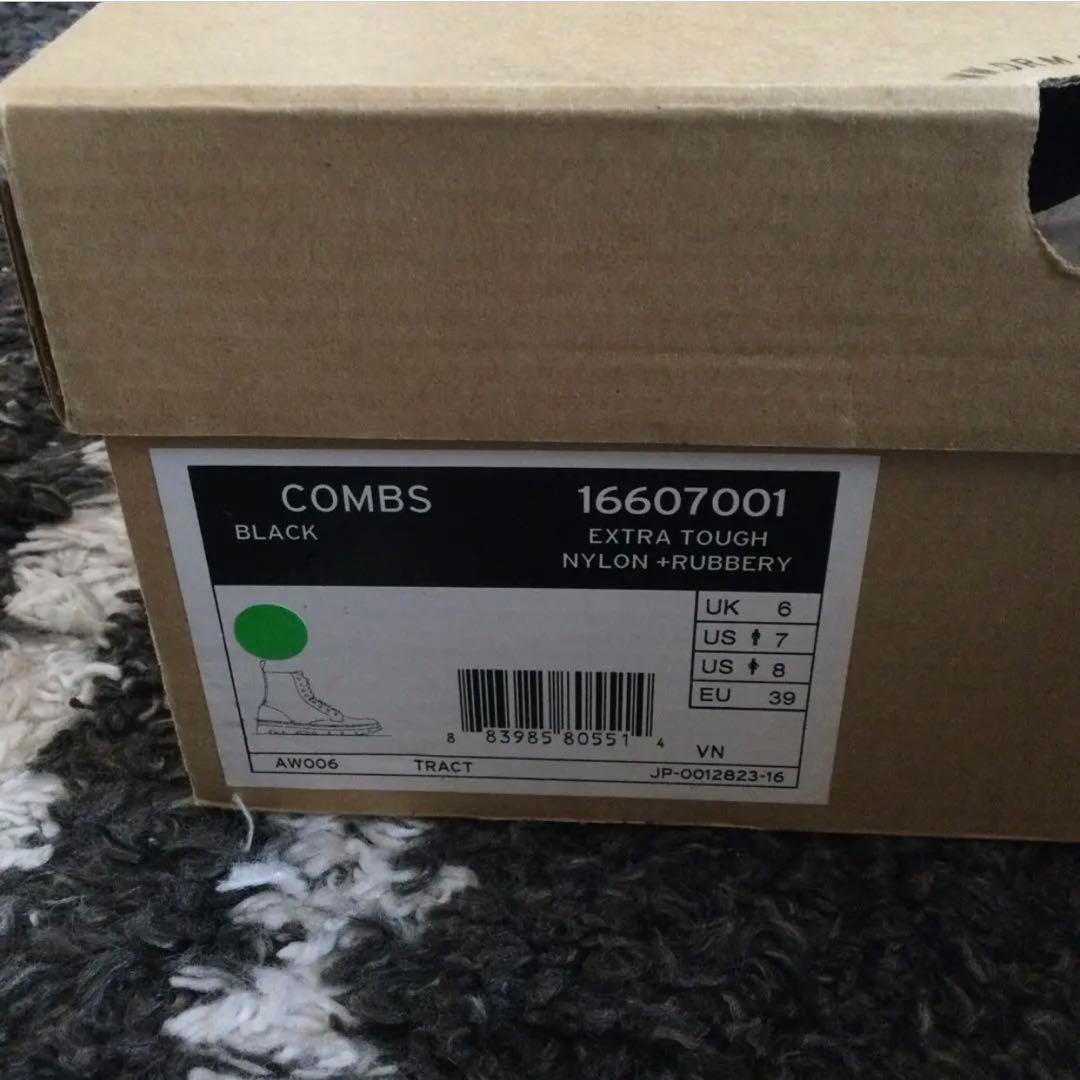 COMBS
BLACK
16607001
EXTRA TOUGH
NYLON +RUBBERY
UK 6
US 7
US 8
EU 39
8 83985 80551 4
VN
AW006 TRACT JP-0012823-16